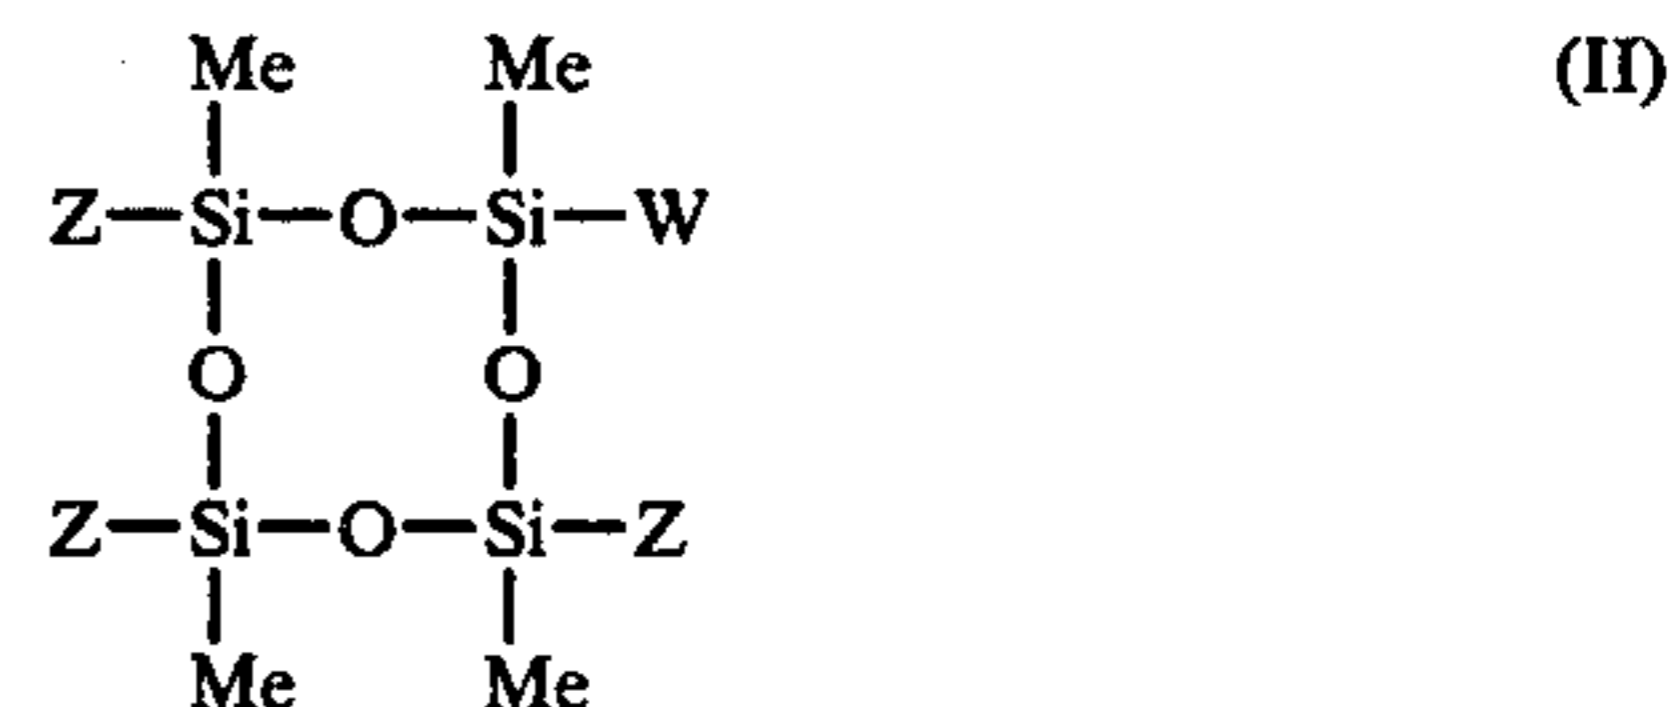 Me Me (II)
Z—Si—O—Si—W
O O
Z—Si—O—Si—Z
Me Me